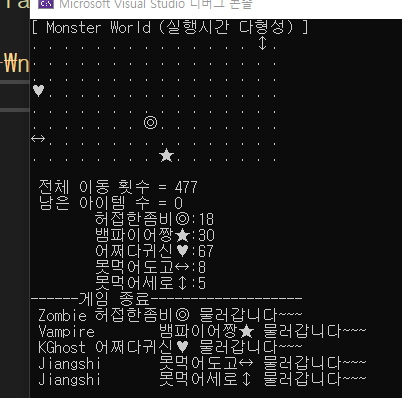 Microsoft Visual Studio 디버그 콘솔
[ Monster World (실행시간 다형성) ]
. . . . . . . . . . . . . . ↕ .
. . . . . . . . . . . . . . . .
. . . . . . . . . . . . . . . .
♥ . . . . . . . . . . . . . . .
. . . . . . . . . . . . . . . .
. . . . . . . ◎ . . . . . . . .
↔ . . . . . . . . . . . . . . .
. . . . . . . . ★ . . . . . . .
전체 이동 횟수 = 477
남은 아이템 수 = 0
허접한좀비◎:18
뱀파이어짱★:30
어쩌다귀신♥:67
못먹어도고↔:8
못먹어세로↕:5
------게임 종료-------------------
Zombie 허접한좀비◎ 물러갑니다~~~
Vampire 뱀파이어짱★ 물러갑니다~~~
KGhost 어쩌다귀신♥ 물러갑니다~~~
Jiangshi 못먹어도고↔ 물러갑니다~~~
Jiangshi 못먹어세로↕ 물러갑니다~~~